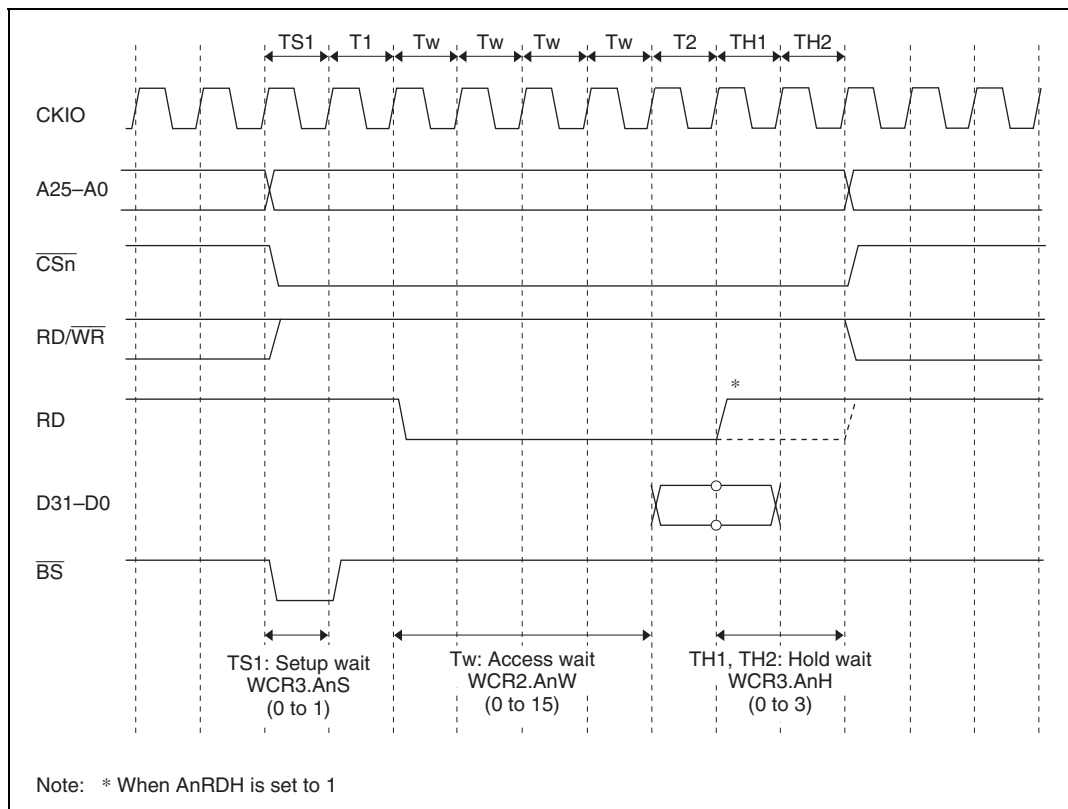 TS1 T1 Tw Tw Tw Tw T2 TH1 TH2
CKIO
A25–A0
CSn
RD/WR
*
RD
D31–D0
BS
TS1: Setup wait
WCR3.AnS
(0 to 1)
Tw: Access wait
WCR2.AnW
(0 to 15)
TH1, TH2: Hold wait
WCR3.AnH
(0 to 3)
Note: * When AnRDH is set to 1